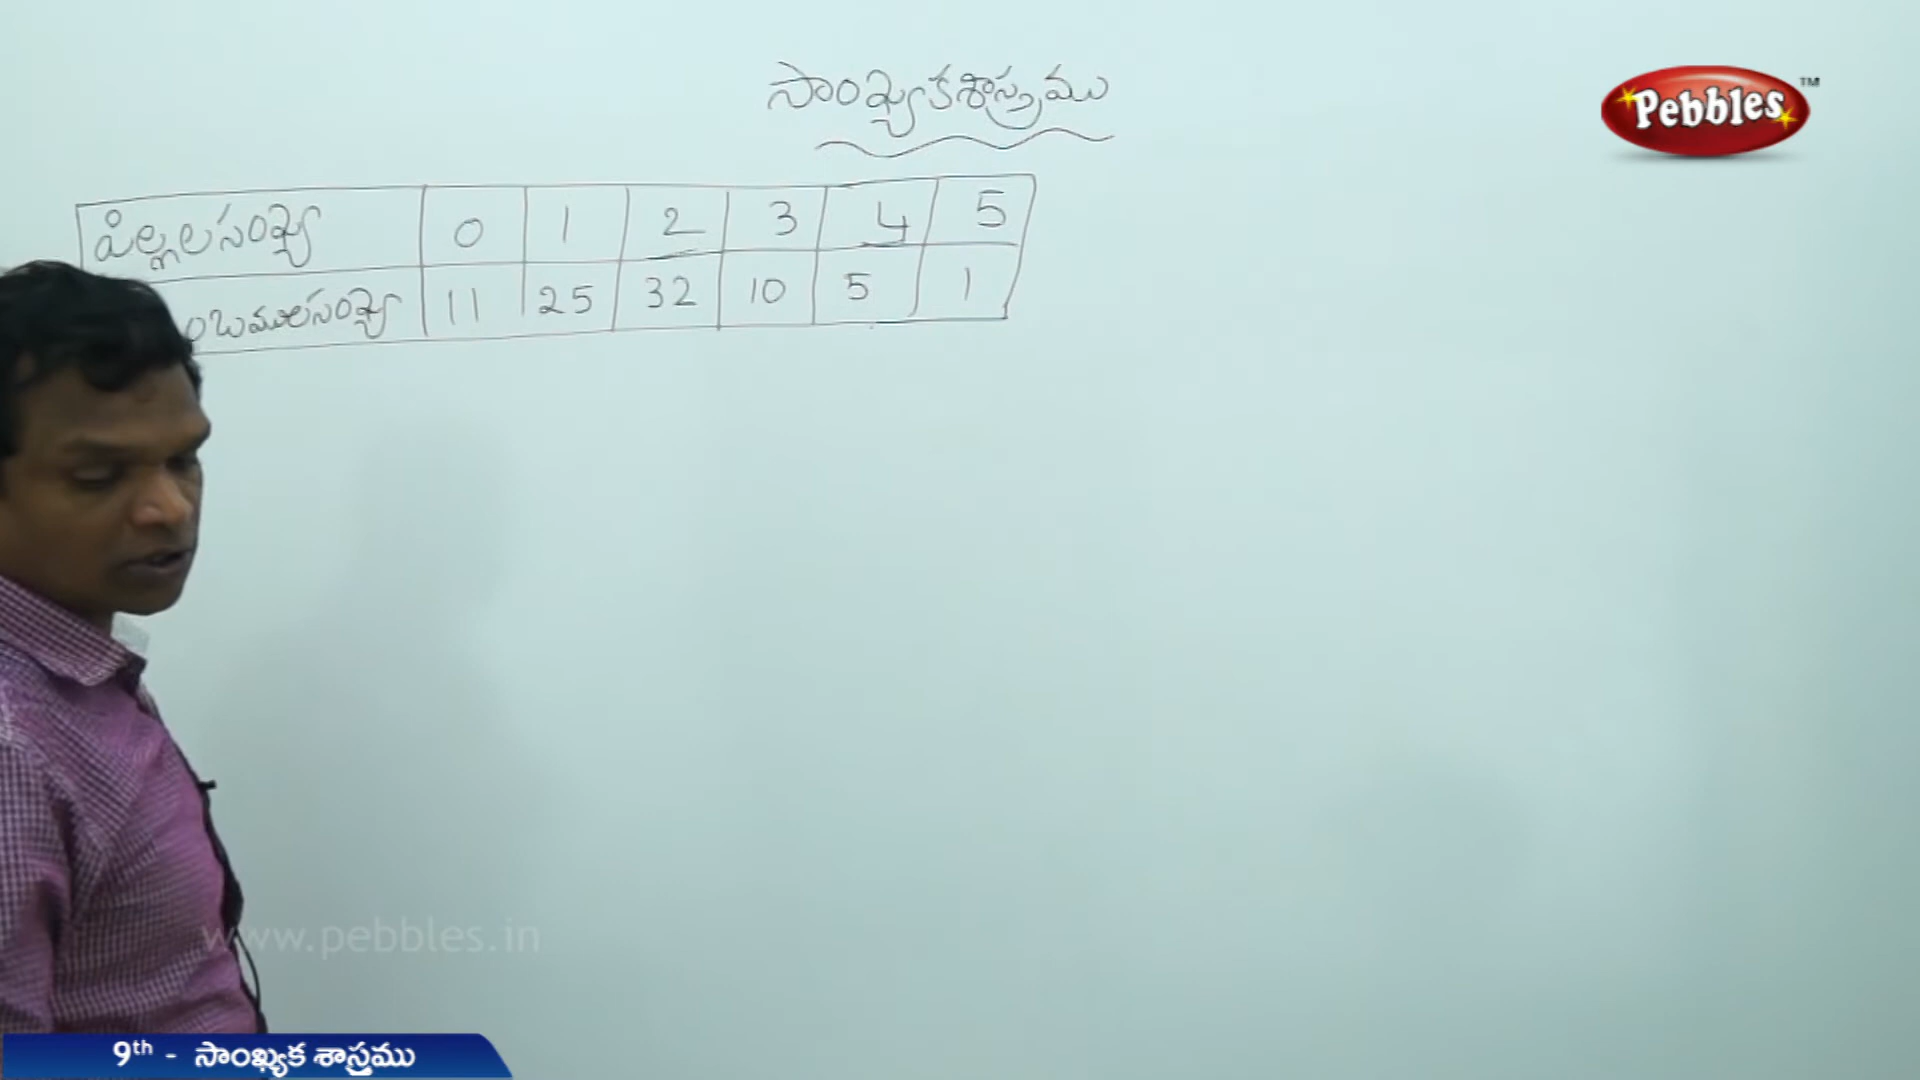 సాంఖ్యకశాస్త్రము
Pebbles™
పిల్లలసంఖ్య 0 1 2 3 4 5
సంఖ్య 11 25 32 10 5 1
www.pebbles.in
9th - సాంఖ్యక శాస్త్రము